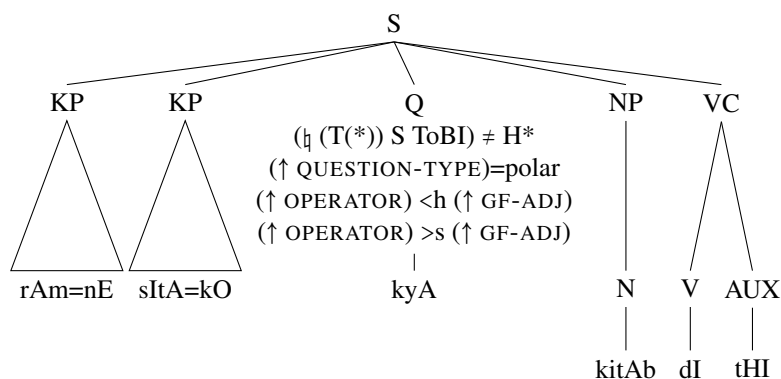 S
KP KP Q NP VC
(♮ (T(*)) S ToBI) ≠ H*
(↑ QUESTION-TYPE)=polar
(↑ OPERATOR) <h (↑ GF-ADJ)
(↑ OPERATOR) >s (↑ GF-ADJ)
rAm=nE sItA=kO kyA N V AUX
kitAb dI tHI